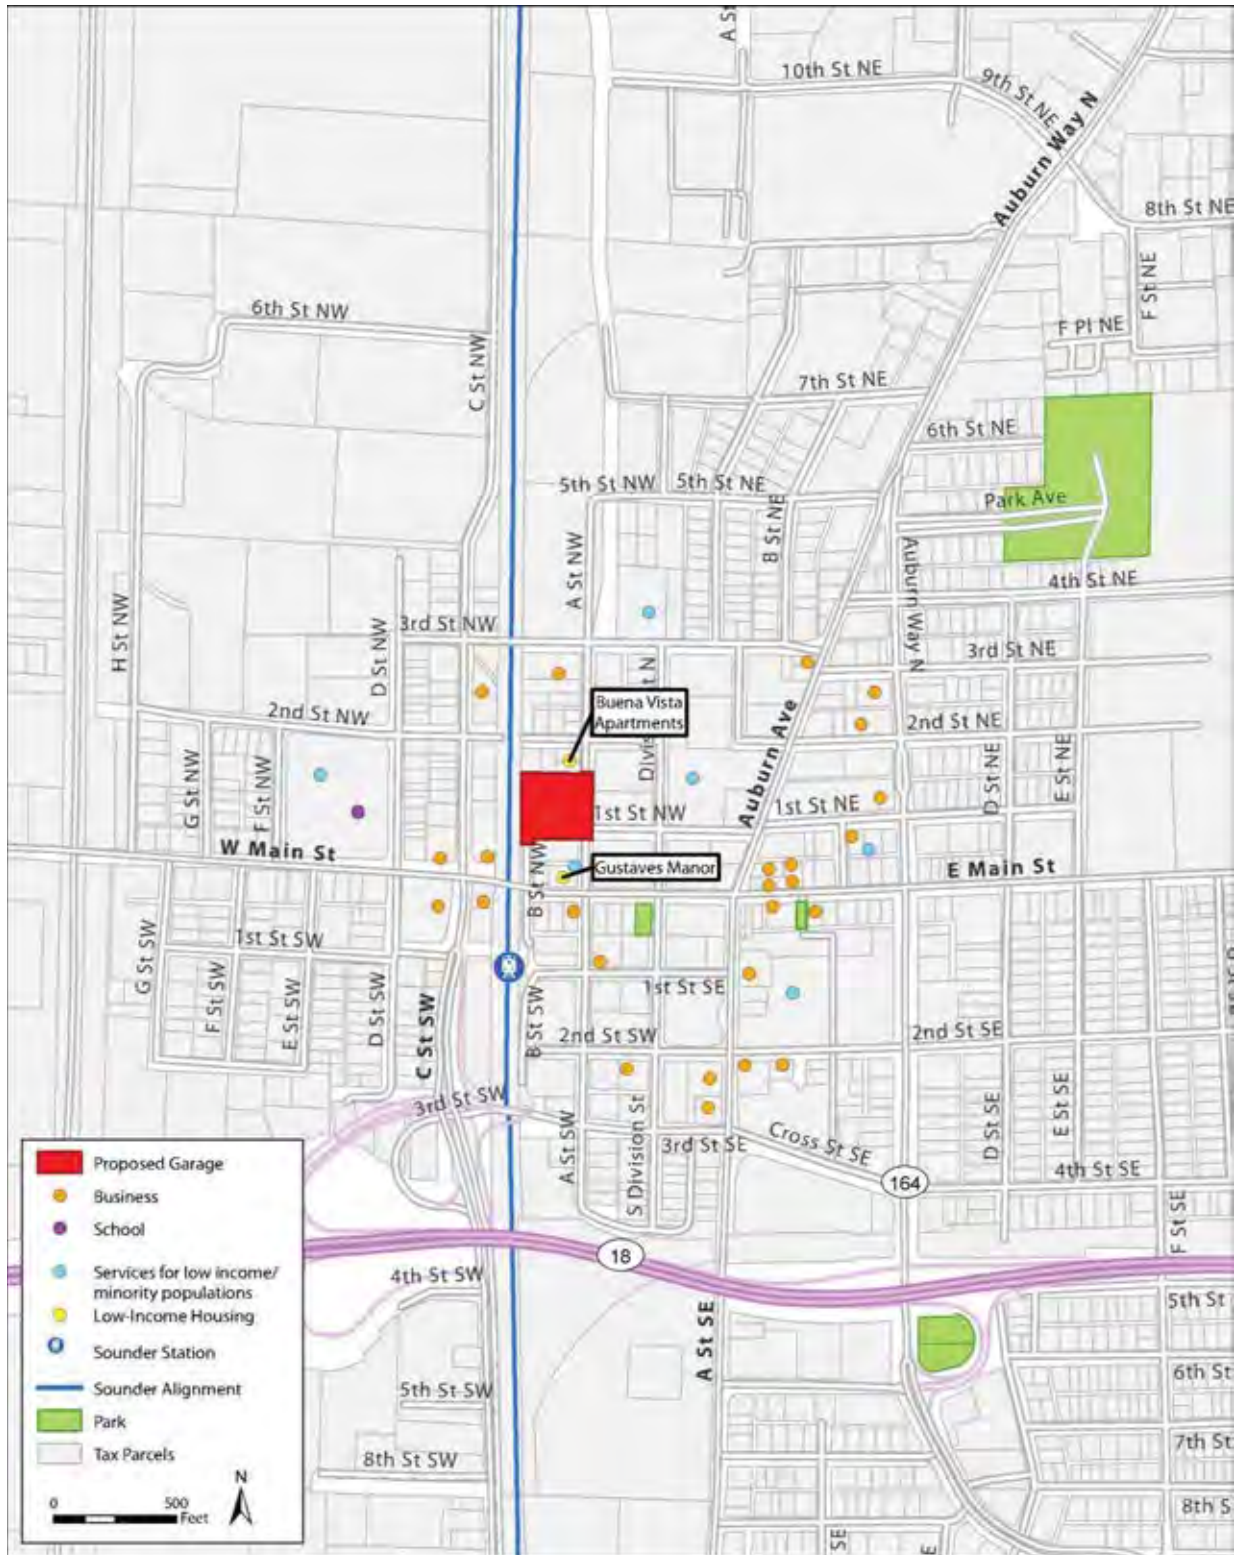 A St
10th St NE
9th St NE
Auburn Way N
8th St NE
F St NE
6th St NW
C St NW
F Pl NE
7th St NE
6th St NE
5th St NW
5th St NE
Park Ave
B St NE
A St NW
Auburn Way N
4th St NE
H St NW
D St NW
3rd St NW
3rd St NE
Buena Vista
Apartments
2nd St NW
2nd St NE
Auburn Ave
G St NW
F St NW
D St NE
E St NE
1st St NW
1st St NE
W Main St
Gustaves Manor
E Main St
B St NW
1st St SW
G St SW
F St SW
E St SW
D St SW
C St SW
B St SW
1st St SE
2nd St SW
2nd St SE
3rd St SW
A St SW
S Division St
3rd St SE
Cross St SE
D St SE
E St SE
4th St SE
164
F St SE
18
4th St SW
5th St
A St SE
5th St SW
6th St
7th St
8th St SW
8th S
SE
SE
Proposed Garage
Business
School
Services for low income/
minority populations
Low-Income Housing
Sounder Station
Sounder Alignment
Park
Tax Parcels
N
0 500
Feet